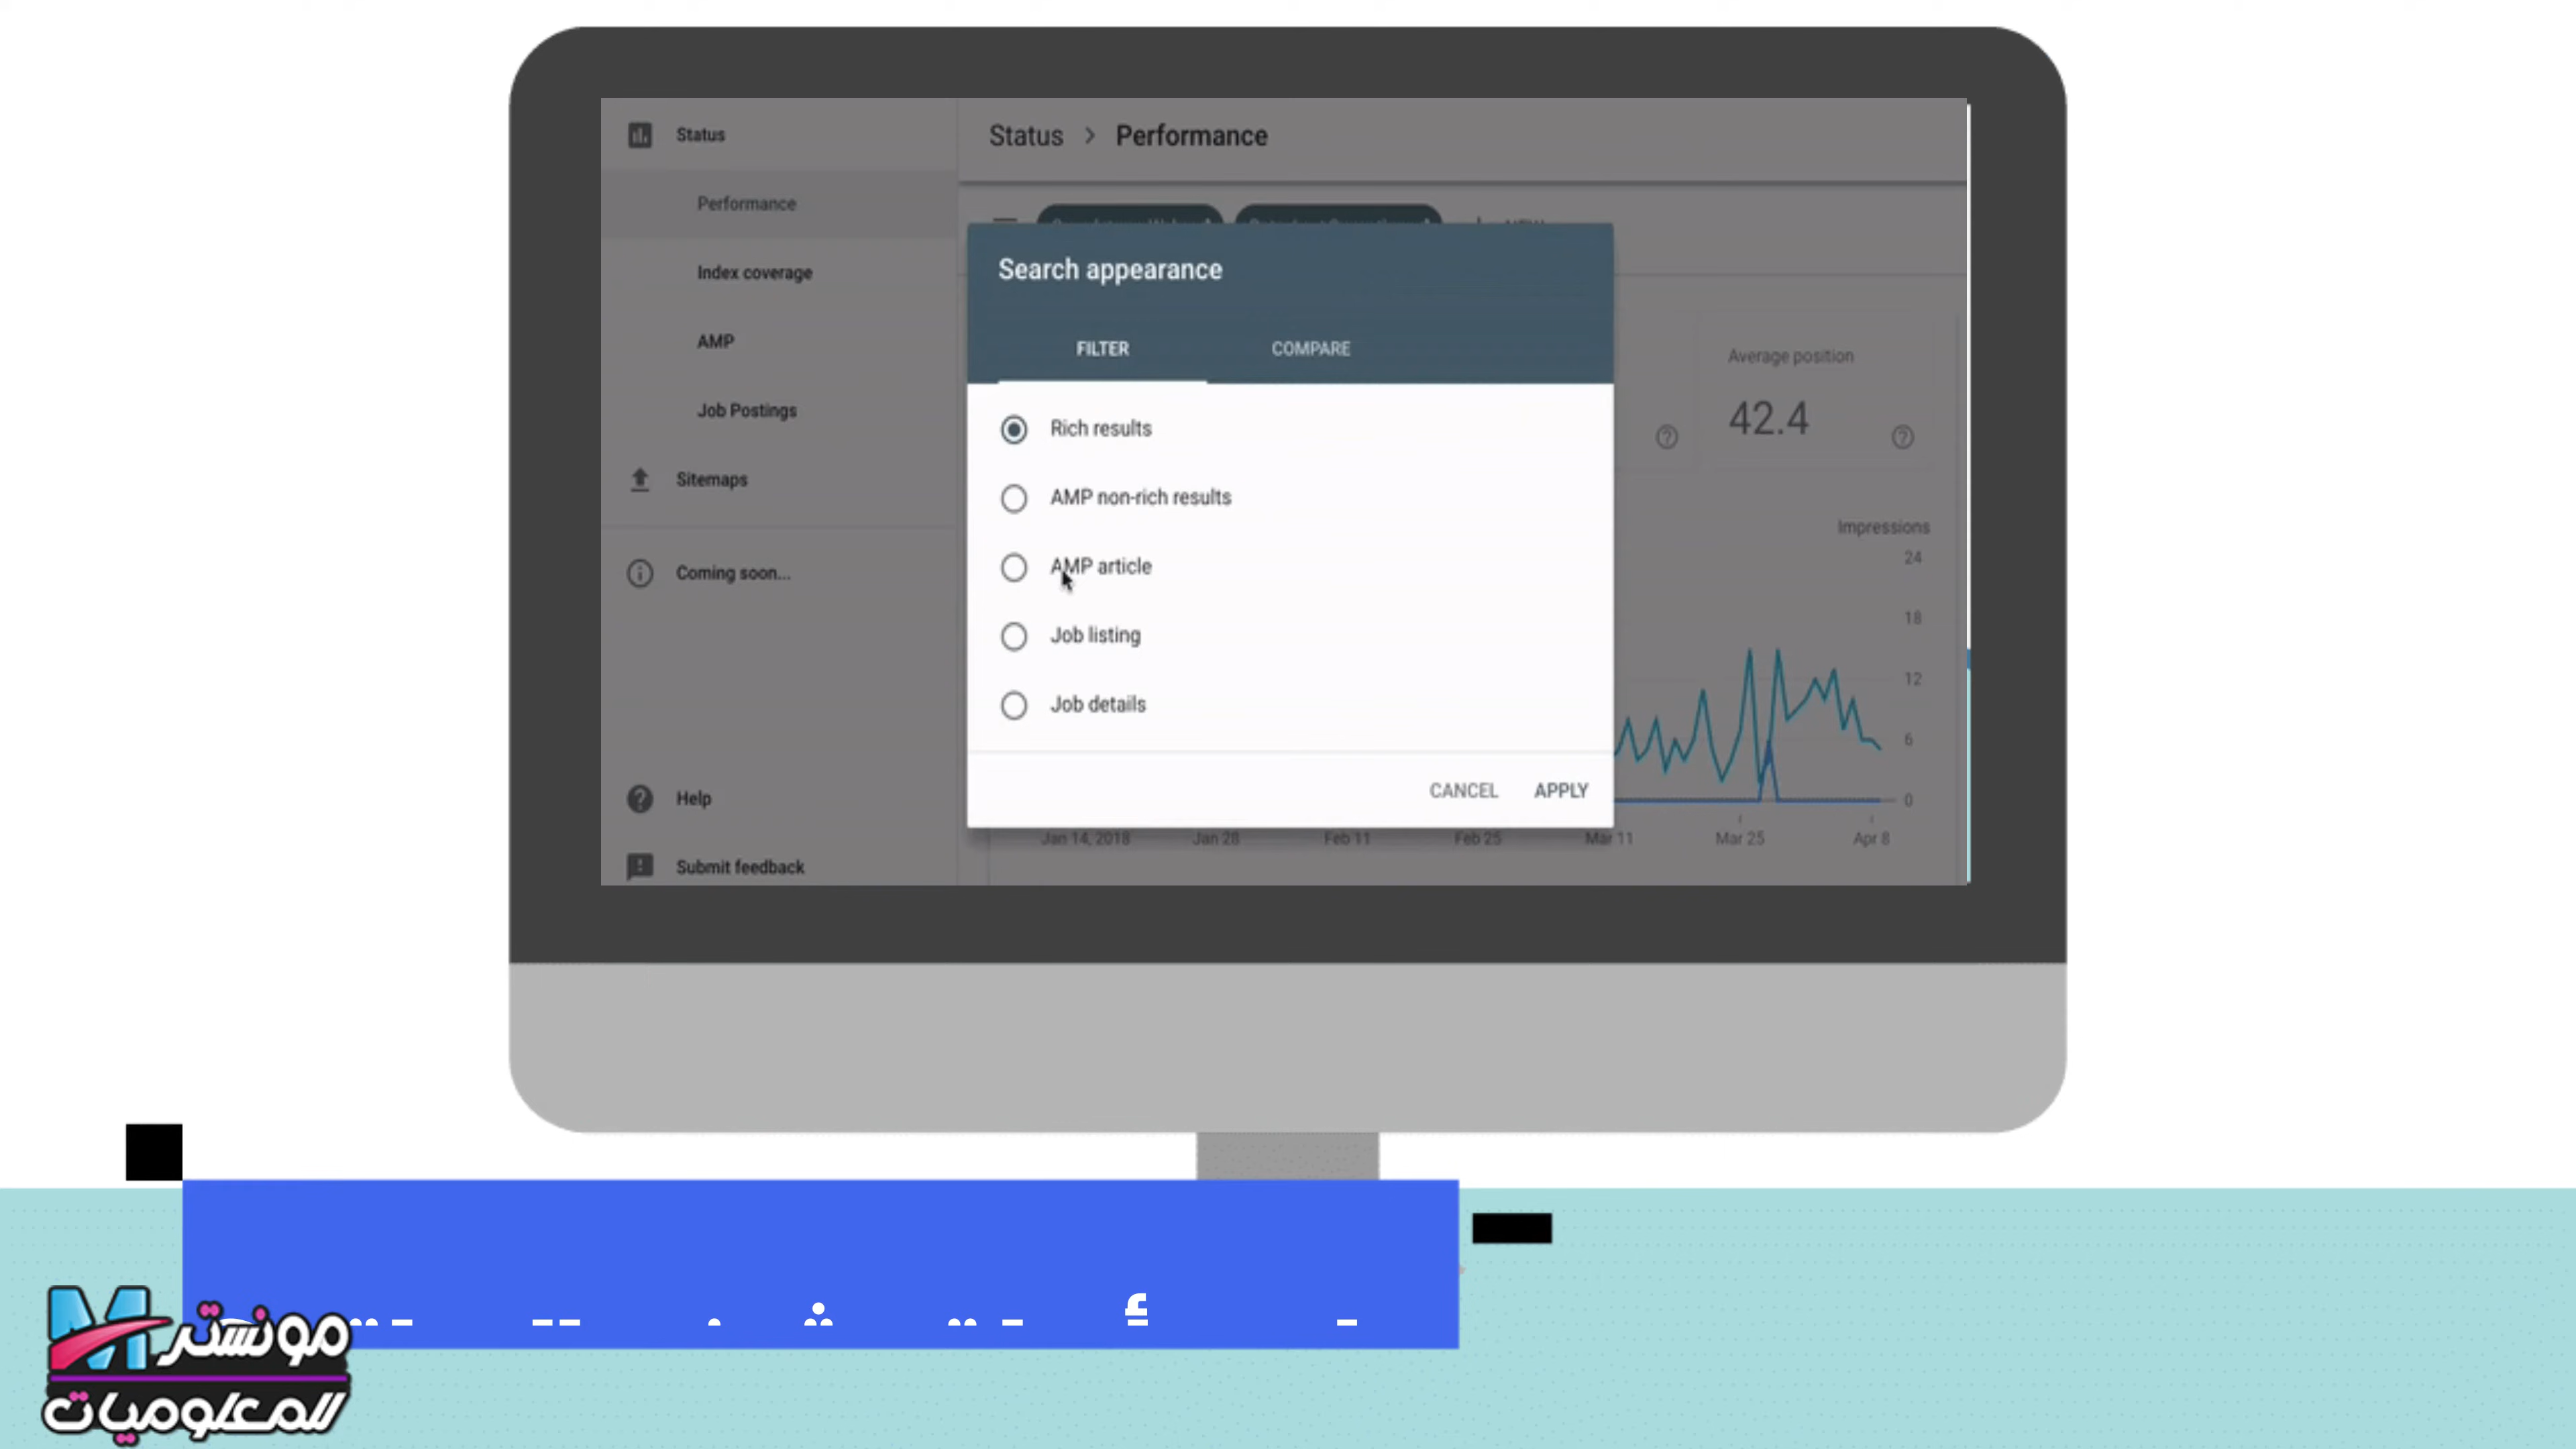 Status
Status > Performance
Performance
Index coverage
AMP
Job Postings
Sitemaps
Coming soon...
Help
Submit feedback
Search appearance
FILTER
COMPARE
Rich results
AMP non-rich results
AMP article
Job listing
Job details
CANCEL
APPLY
Average position
42.4
Impressions
24
18
12
6
0
Jan 14, 2018
Jan 28
Feb 11
Feb 25
Mar 11
Mar 25
Apr 8
مونستر
للمعلوميات